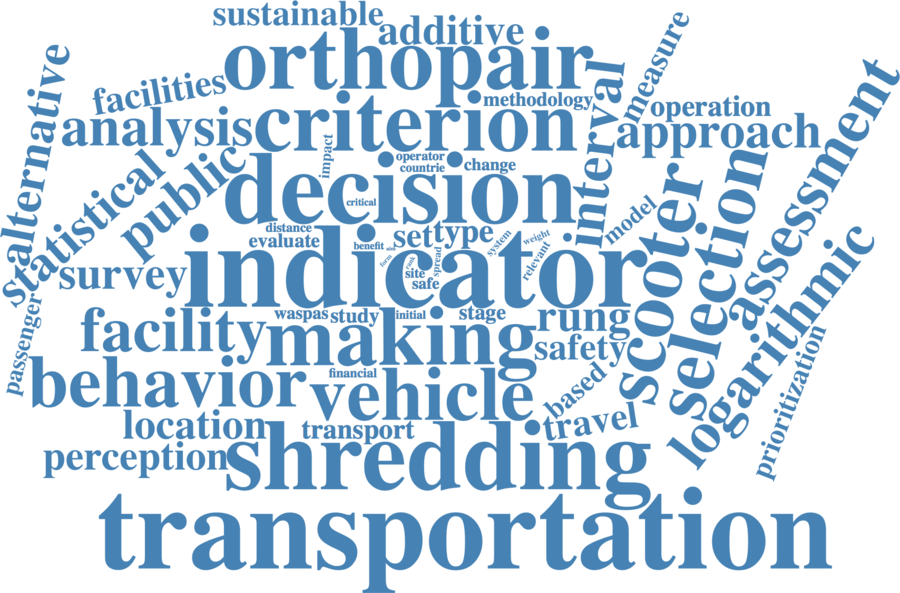 sustainable
additive
orthopair
measure
facilities
methodology
operation
alternative
analysis
criterion
interval
approach
assessment
impact
operator
countrie
change
public
statistical
decision
critical
selection
scooter
model
distance
evaluate
benefit
set
type
system
weight
relevant
form
rank
site
spread
safe
survey
indicator
logarithmic
passenger
facility
waspas
study
initial
stage
rung
making
safety
prioritization
behavior
financial
vehicle
based
location
transport
travel
perception
shredding
transportation